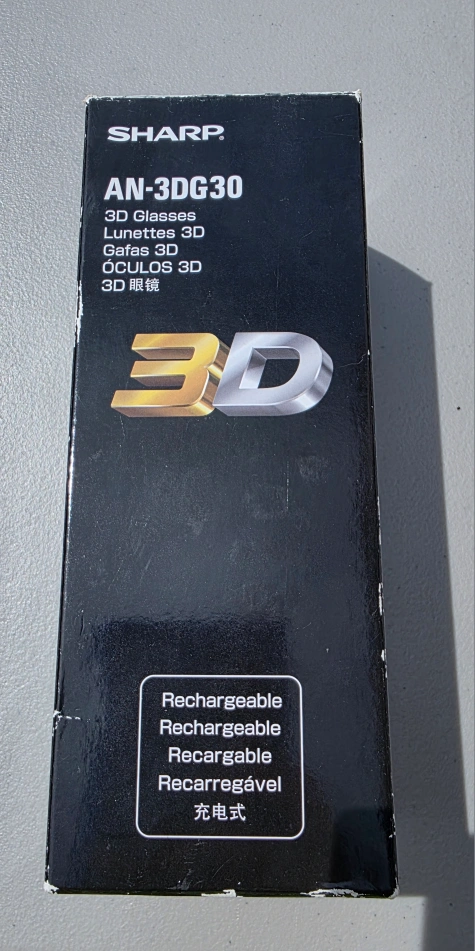 SHARP®
AN-3DG30
3D Glasses
Lunettes 3D
Gafas 3D
ÓCULOS 3D
3D 眼镜
3D
Rechargeable
Rechargeable
Recargable
Recarregável
充电式